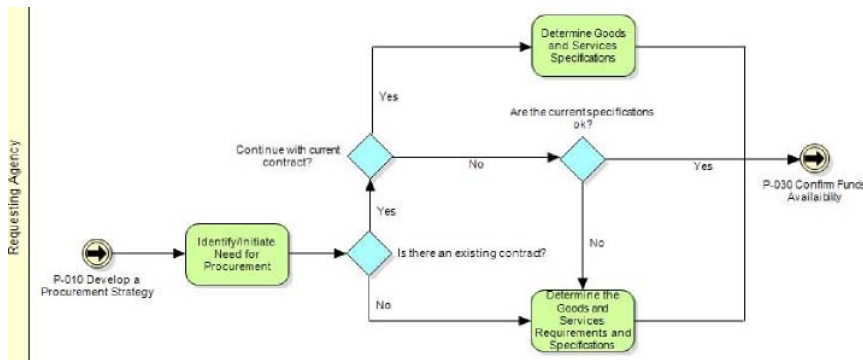 Requesting Agency
Determine Goods
and Services
Specifications
Yes
Are the current specifications
ok?
Continue with current
contract?
No
Yes
P-030 Confirm Funds
Availaibility
Yes
Identify/Initiate
Need for
Procurement
Is there an existing contract?
No
P-010 Develop a
Procurement Strategy
No
Determine the
Goods and
Services
Requirements and
Specifications